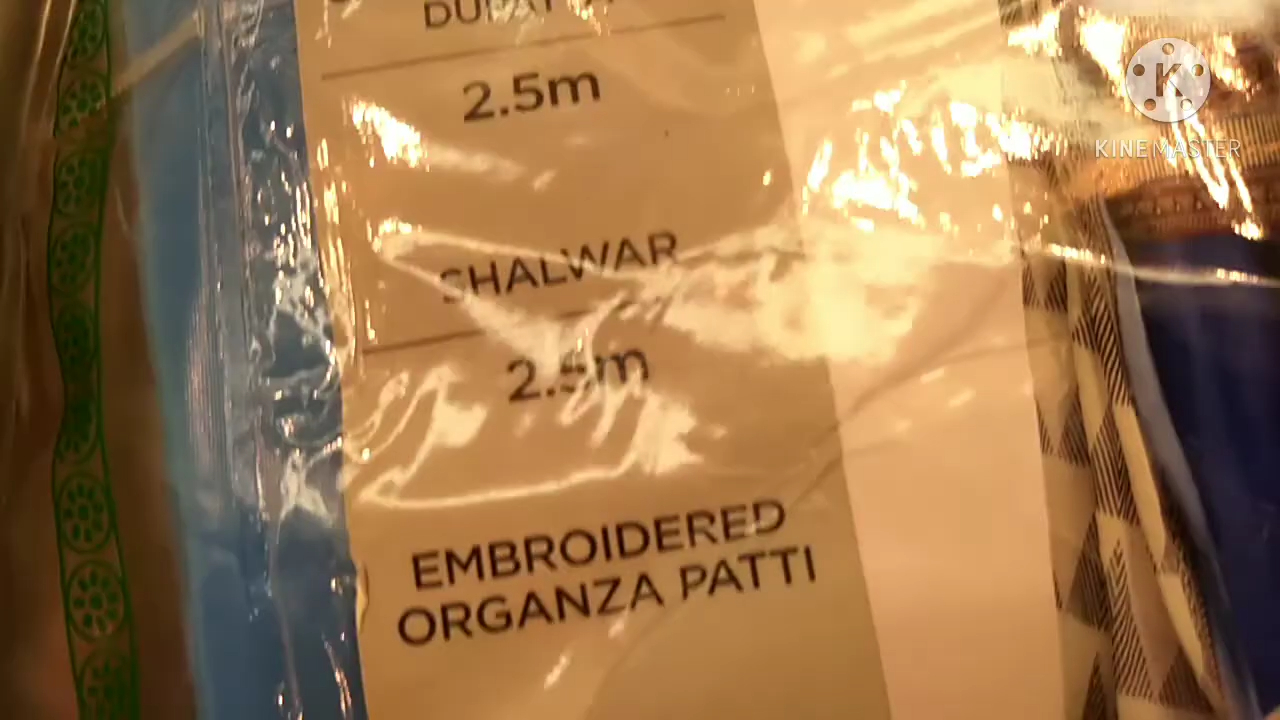 2.5m
SHALWAR
2.5m
EMBROIDERED
ORGANZA PATTI
K
KINEMASTER